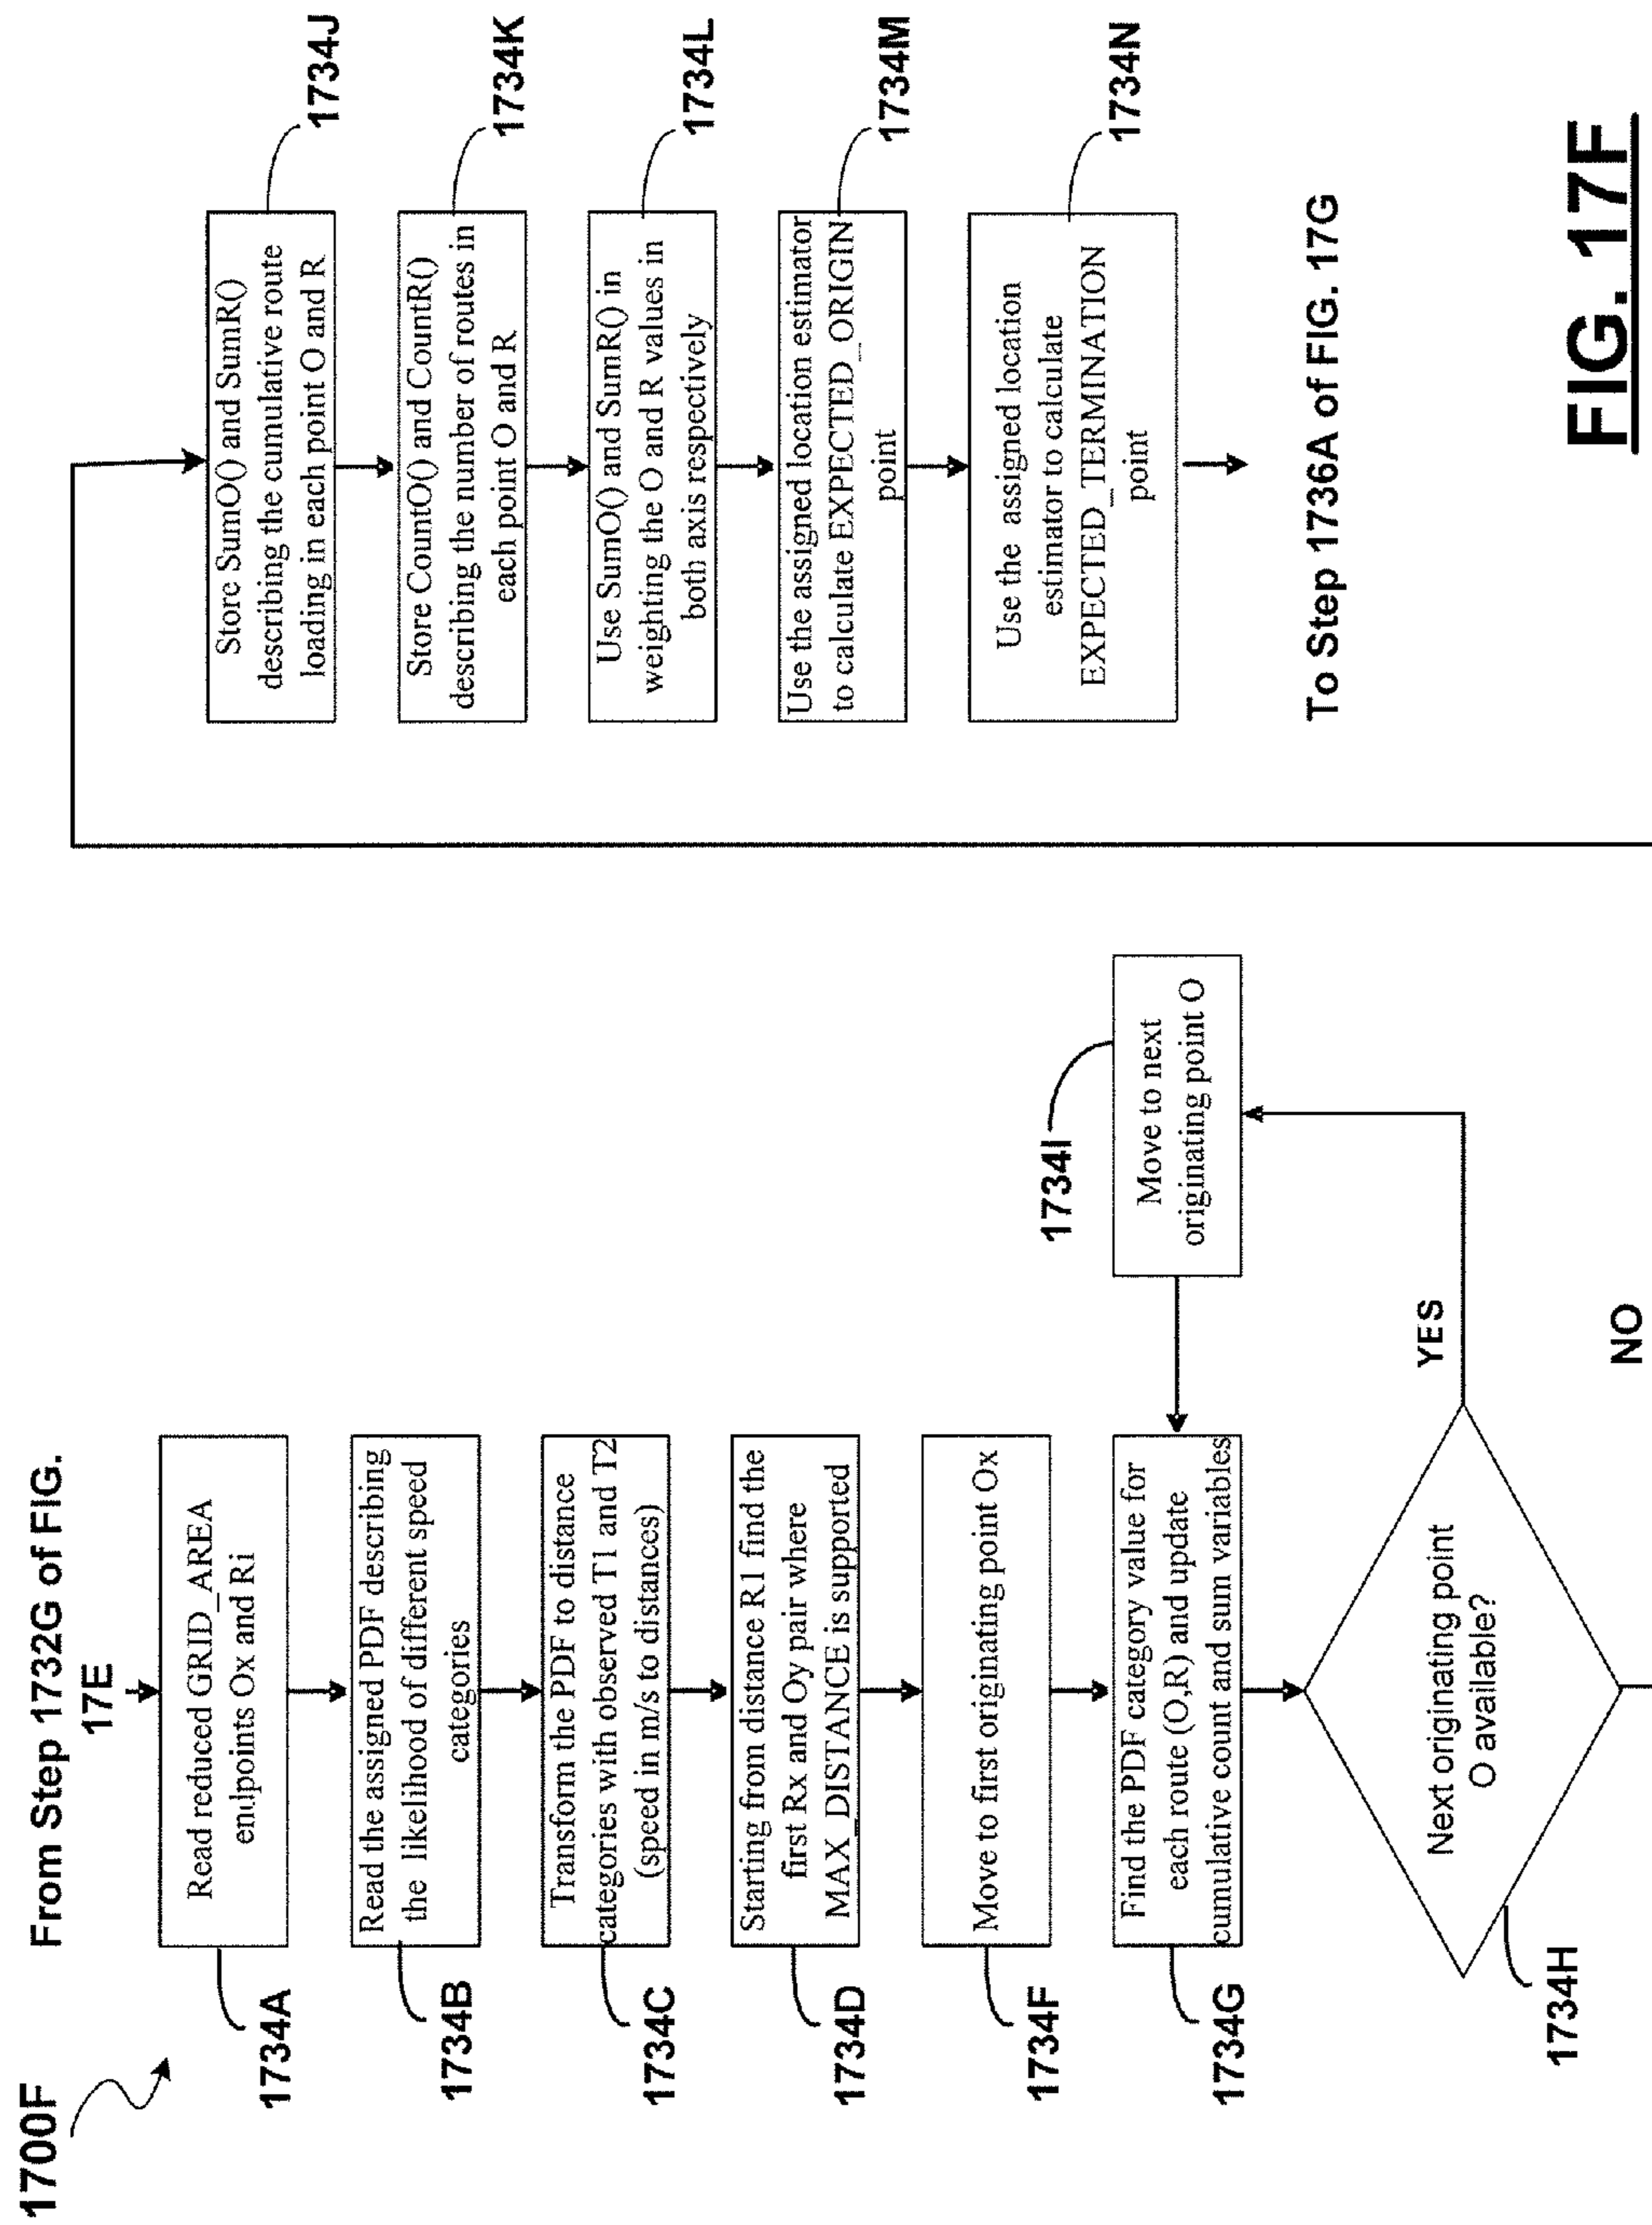 1700F
From Step 1732G of FIG.
17E
Read reduced GRID_AREA
endpoints Ox and Ri
1734A
Read the assigned PDF describing
the likelihood of different speed
categories
1734B
Transform the PDF to distance
categories with observed T1 and T2
(speed in m/s to distances)
1734C
Starting from distance R1 find the
first Rx and Oy pair where
MAX_DISTANCE is supported
1734D
Move to first originating point Ox
1734F
Find the PDF category value for
each route (O,R) and update
cumulative count and sum variables
1734G
Next originating point
O available?
1734H
YES
NO
Move to next
originating point O
1734I
Store SumO() and SumR()
describing the cumulative route
loading in each point O and R
1734J
Store CountO() and CountR()
describing the number of routes in
each point O and R
1734K
Use SumO() and SumR() in
weighting the O and R values in
both axis respectively
1734L
Use the assigned location estimator
to calculate EXPECTED_ORIGIN
point
1734M
Use the assigned location
estimator to calculate
EXPECTED_TERMINATION
point
1734N
To Step 1736A of FIG. 17G
FIG. 17F